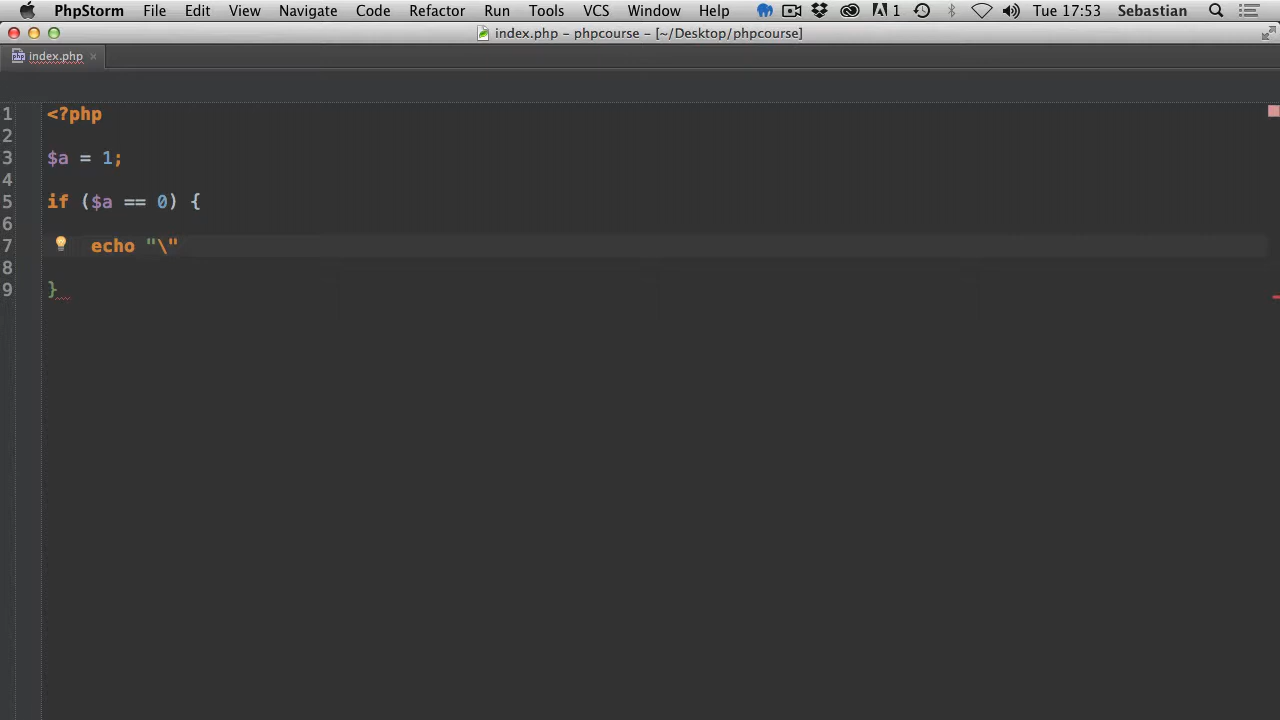 PhpStorm File Edit View Navigate Code Refactor Run Tools VCS Window Help 1 Tue 17:53 Sebastian
index.php – phpcourse – [~/Desktop/phpcourse]
index.php
1 <?php
2
3 $a = 1;
4
5 if ($a == 0) {
6
7 echo "\"
8
9 }